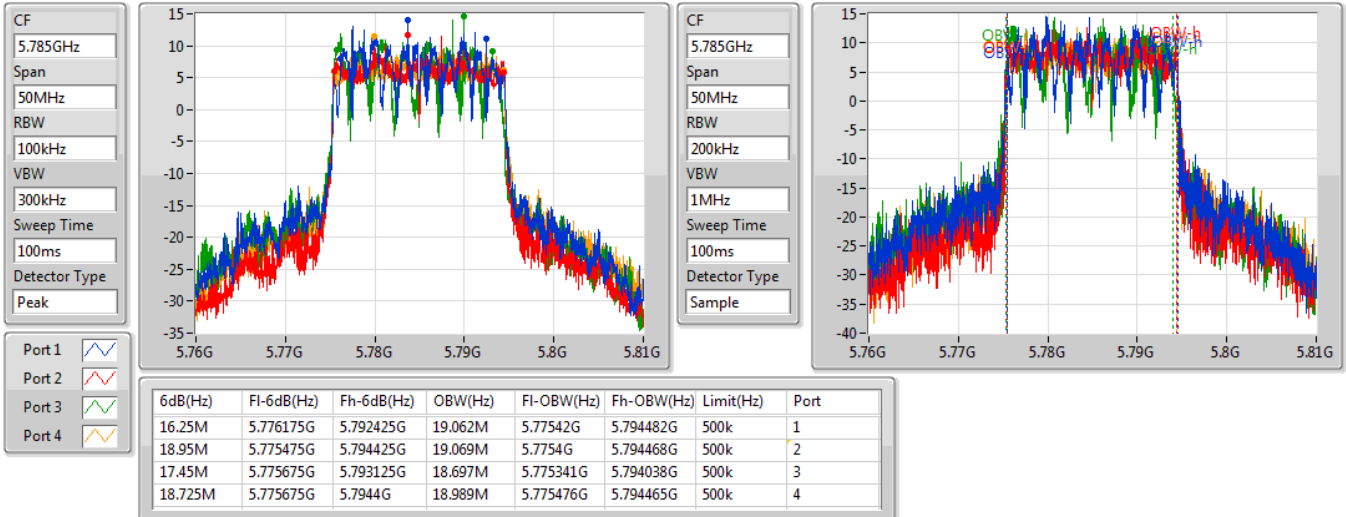 CF
5.785GHz
Span
50MHz
RBW
100kHz
VBW
300kHz
Sweep Time
100ms
Detector Type
Peak
15
10
5
0
-5
-10
-15
-20
-25
-30
-35
5.76G 5.77G 5.78G 5.79G 5.8G 5.81G
CF
5.785GHz
Span
50MHz
RBW
200kHz
VBW
1MHz
Sweep Time
100ms
Detector Type
Sample
15
10
5
0
-5
-10
-15
-20
-25
-30
-35
-40
OBW-h
5.76G 5.77G 5.78G 5.79G 5.8G 5.81G
Port 1
Port 2
Port 3
Port 4
6dB(Hz) Fl-6dB(Hz) Fh-6dB(Hz) OBW(Hz) Fl-OBW(Hz) Fh-OBW(Hz) Limit(Hz) Port
16.25M 5.776175G 5.792425G 19.062M 5.77542G 5.794482G 500k 1
18.95M 5.775475G 5.794425G 19.069M 5.7754G 5.794468G 500k 2
17.45M 5.775675G 5.793125G 18.697M 5.775341G 5.794038G 500k 3
18.725M 5.775675G 5.7944G 18.989M 5.775476G 5.794465G 500k 4